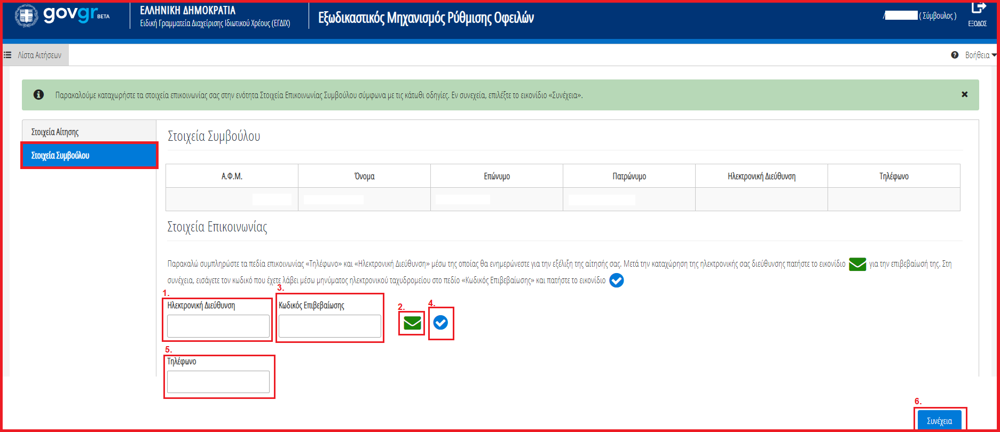 govgr BETA
ΕΛΛΗΝΙΚΗ ΔΗΜΟΚΡΑΤΙΑ
Ειδική Γραμματεία Διαχείρισης Ιδιωτικού Χρέους (ΕΓΔΙΧ)
Εξωδικαστικός Μηχανισμός Ρύθμισης Οφειλών
/ ( Σύμβουλος )
ΕΞΟΔΟΣ
Λίστα Αιτήσεων
Βοήθεια
Παρακαλούμε καταχωρήστε τα στοιχεία επικοινωνίας σας στην ενότητα Στοιχεία Επικοινωνίας Συμβούλου σύμφωνα με τις κάτωθι οδηγίες. Εν συνεχεία, επιλέξτε το εικονίδιο «Συνέχεια».
Στοιχεία Αίτησης
Στοιχεία Συμβούλου
Στοιχεία Συμβούλου
Α.Φ.Μ. Όνομα Επώνυμο Πατρώνυμο Ηλεκτρονική Διεύθυνση Τηλέφωνο
Στοιχεία Επικοινωνίας
Παρακαλώ συμπληρώστε τα πεδία επικοινωνίας «Τηλέφωνο» και «Ηλεκτρονική Διεύθυνση» μέσω της οποίας θα ενημερώνεστε για την εξέλιξη της αίτησής σας. Μετά την καταχώρηση της ηλεκτρονικής σας διεύθυνσης πατήστε το εικονίδιο για την επιβεβαίωσή της. Στη
συνέχεια, εισάγετε τον κωδικό που έχετε λάβει μέσω μηνύματος ηλεκτρονικού ταχυδρομείου στο πεδίο «Κωδικός Επιβεβαίωσης» και πατήστε το εικονίδιο
1. 3. 2. 4.
Ηλεκτρονική Διεύθυνση Κωδικός Επιβεβαίωσης
5.
Τηλέφωνο
6.
Συνέχεια